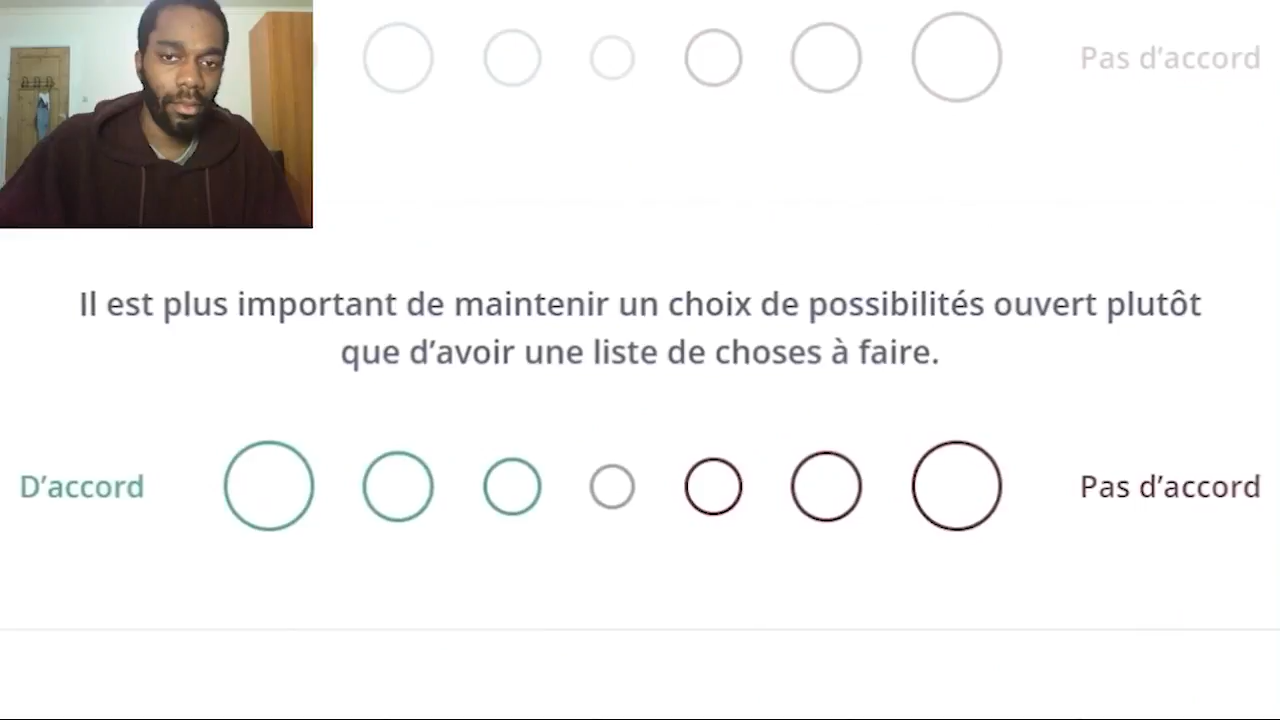 Pas d’accord
Il est plus important de maintenir un choix de possibilités ouvert plutôt
que d’avoir une liste de choses à faire.
D’accord
Pas d’accord